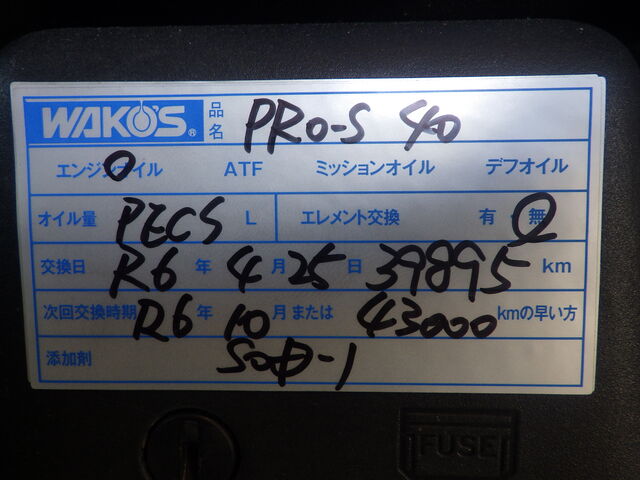 WAKO'S® 品名 PRO-S 40
エンジンオイル ATF ミッションオイル デフオイル
オイル量 PECS L エレメント交換 有・無
交換日 R6 年 4 月 25 日 39895 km
次回交換時期 R6 年 10 月 または 43000 kmの早い方
添加剤
FUSE